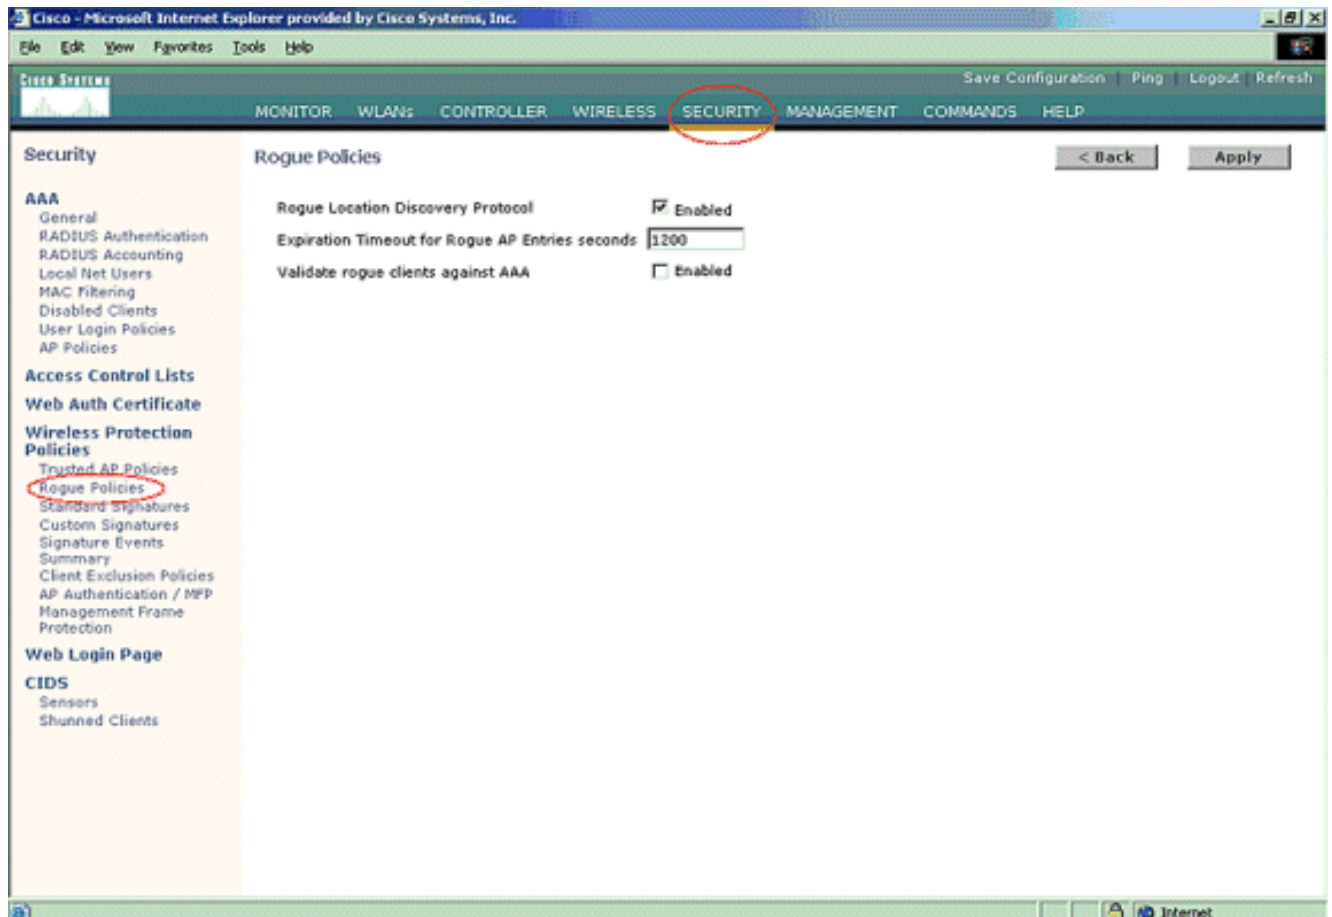 Cisco - Microsoft Internet Explorer provided by Cisco Systems, Inc.
File Edit View Favorites Tools Help
CISCO SYSTEMS
Save Configuration | Ping | Logout | Refresh
MONITOR WLANs CONTROLLER WIRELESS SECURITY MANAGEMENT COMMANDS HELP
Security
AAA
General
RADIUS Authentication
RADIUS Accounting
Local Net Users
MAC Filtering
Disabled Clients
User Login Policies
AP Policies
Access Control Lists
Web Auth Certificate
Wireless Protection
Policies
Trusted AP Policies
Rogue Policies
Standard Signatures
Custom Signatures
Signature Events
Summary
Client Exclusion Policies
AP Authentication / MFP
Management Frame
Protection
Web Login Page
CIDS
Sensors
Shunned Clients
Rogue Policies
< Back Apply
Rogue Location Discovery Protocol Enabled
Expiration Timeout for Rogue AP Entries seconds 1200
Validate rogue clients against AAA Enabled
Internet